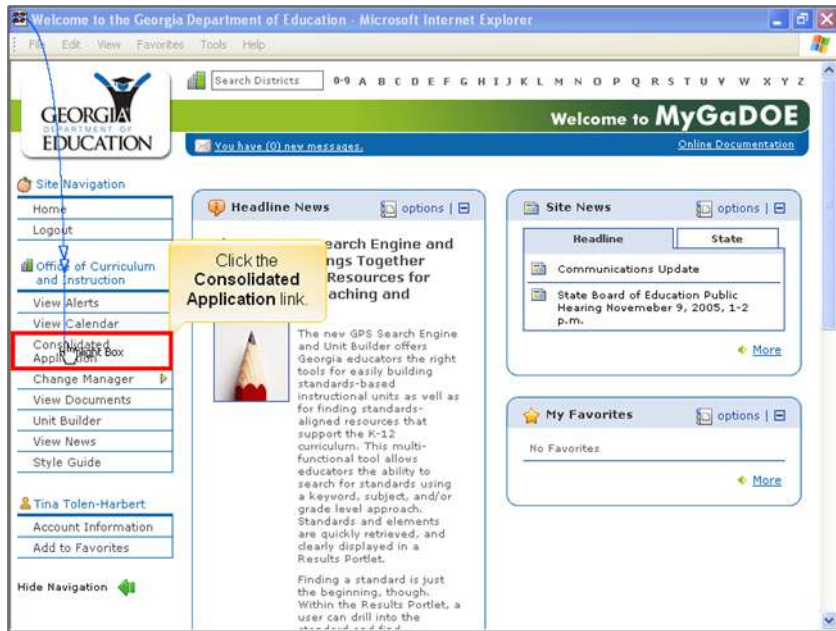 Welcome to the Georgia Department of Education - Microsoft Internet Explorer
File Edit View Favorites Tools Help
Search Districts 0-9 A B C D E F G H I J K L M N O P Q R S T U V W X Y Z
GEORGIA
DEPARTMENT OF
EDUCATION
Welcome to MyGaDOE
You have (0) new messages.
Online Documentation
Site Navigation
Home
Logout
Office of Curriculum
and Instruction
View Alerts
View Calendar
Consolidated
Application
Box
Change Manager
View Documents
Unit Builder
View News
Style Guide
Tina Tolen-Harbert
Account Information
Add to Favorites
Hide Navigation
Click the
Consolidated
Application link.
Headline News options |
Engine and
Together
Resources for
and
The new GPS Search Engine
and Unit Builder offers
Georgia educators the right
tools for easily building
standards-based
instructional units as well as
for finding standards-
aligned resources that
support the K-12
curriculum. This multi-
functional tool allows
educators the ability to
search for standards using
a keyword, subject, and/or
grade level approach.
Standards and elements
are quickly retrieved, and
clearly displayed in a
Results Portlet.
Finding a standard is just
the beginning, though.
Within the Results Portlet, a
user can drill into the
standard and find
Site News options |
Headline State
Communications Update
State Board of Education Public
Hearing Novemeber 9, 2005, 1-2
p.m.
More
My Favorites options |
No Favorites
More